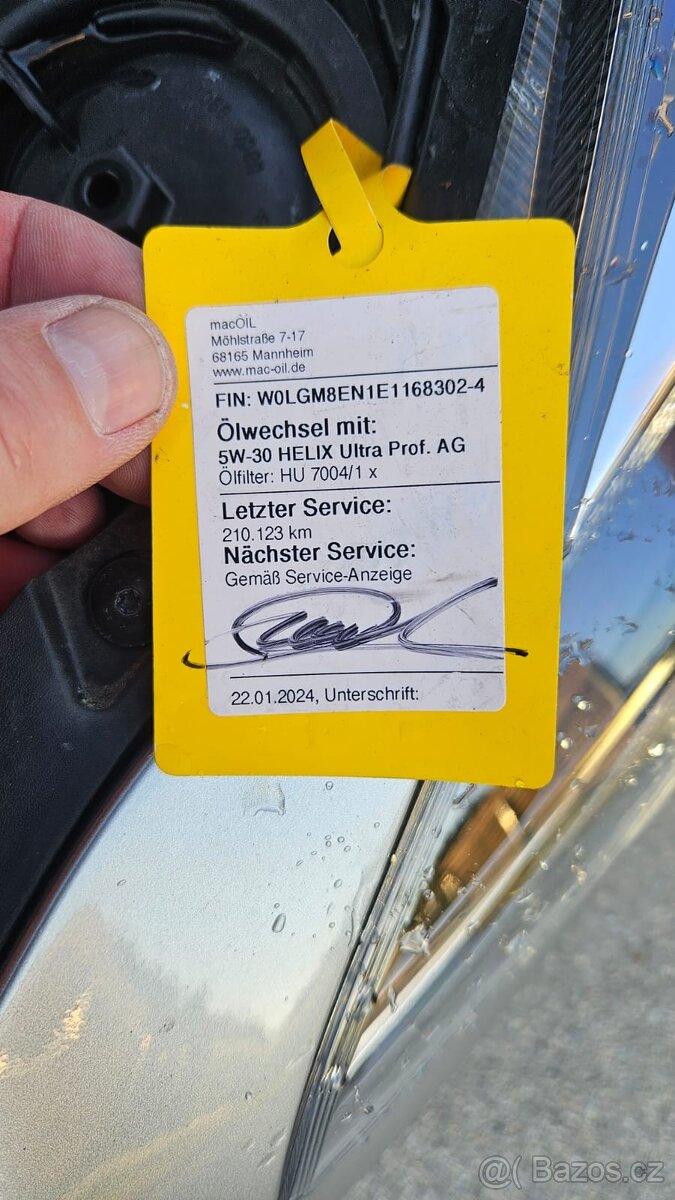 macOIL
Möhlstraße 7-17
68165 Mannheim
www.mac-oil.de
FIN: W0LGM8EN1E1168302-4
Ölwechsel mit:
5W-30 HELIX Ultra Prof. AG
Ölfilter: HU 7004/1 x
Letzter Service:
210.123 km
Nächster Service:
Gemäß Service-Anzeige
22.01.2024, Unterschrift:
@( Bazos.cz